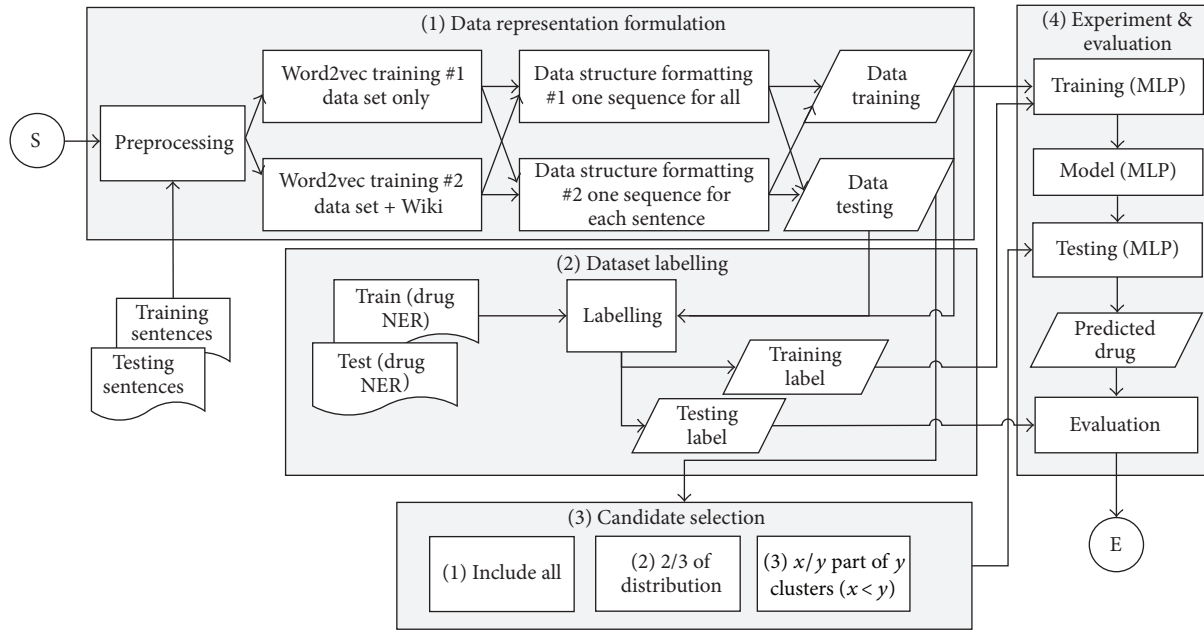 (1) Data representation formulation
S
Preprocessing
Word2vec training #1
data set only
Word2vec training #2
data set + Wiki
Data structure formatting
#1 one sequence for all
Data structure formatting
#2 one sequence for
each sentence
Data
training
Data
testing
Training
sentences
Testing
sentences
(2) Dataset labelling
Train (drug
NER)
Test (drug
NER)
Labelling
Training
label
Testing
label
(3) Candidate selection
(1) Include all
(2) 2/3 of
distribution
(3) x/y part of y
clusters (x < y)
(4) Experiment &
evaluation
Training (MLP)
Model (MLP)
Testing (MLP)
Predicted
drug
Evaluation
E